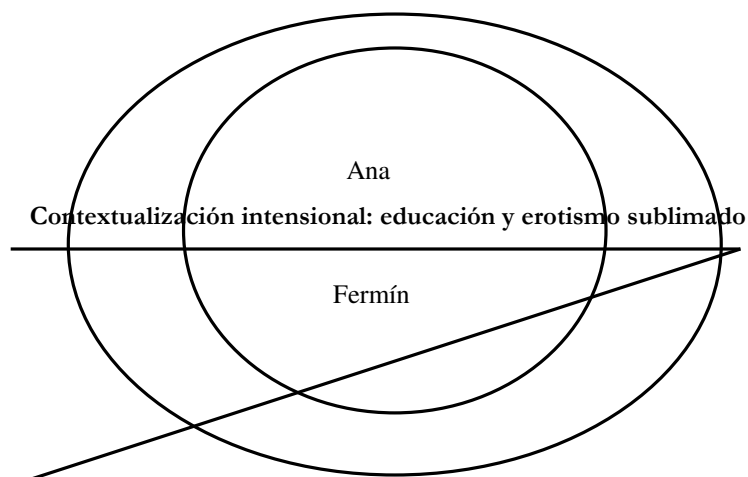 Ana
Contextualización intensional: educación y erotismo sublimado
Fermín